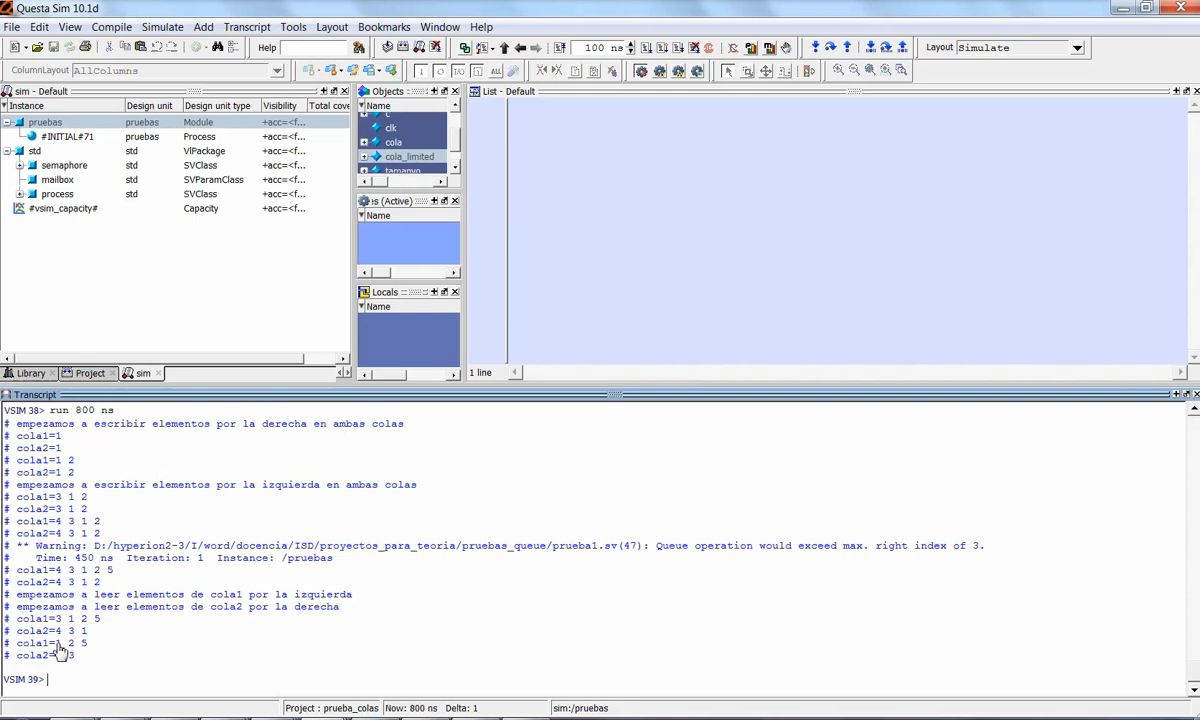 Questa Sim 10.1d
File Edit View Compile Simulate Add Transcript Tools Layout Bookmarks Window Help
Help
100 ns
Layout Simulate
ColumnLayout AllColumns
sim - Default
Instance Design unit Design unit type Visibility Total cove
pruebas pruebas Module +acc=<f...
#INITIAL#71 pruebas Process +acc=<f...
std std VlPackage +acc=<f...
semaphore std SVClass +acc=<f...
mailbox std SVParamClass +acc=<f...
process std SVClass +acc=<f...
#vsim_capacity# Capacity +acc=<f...
Library Project sim
Objects
Name
c
clk
cola
cola_limited
tamanyo
es (Active)
Name
Locals
Name
List - Default
1 line
Transcript
VSIM 38> run 800 ns
# empezamos a escribir elementos por la derecha en ambas colas
# cola1=1
# cola2=1
# cola1=1 2
# cola2=1 2
# empezamos a escribir elementos por la izquierda en ambas colas
# cola1=3 1 2
# cola2=3 1 2
# cola1=4 3 1 2
# cola2=4 3 1 2
# ** Warning: D:/hyperion2-3/I/word/docencia/ISD/proyectos_para_teoria/pruebas_queue/prueba1.sv(47): Queue operation would exceed max. right index of 3.
# Time: 450 ns Iteration: 1 Instance: /pruebas
# cola1=4 3 1 2 5
# cola2=4 3 1 2
# empezamos a leer elementos de cola1 por la izquierda
# empezamos a leer elementos de cola2 por la derecha
# cola1=3 1 2 5
# cola2=4 3 1
# cola1=1 2 5
# cola2= 3
VSIM 39>
Project : prueba_colas Now: 800 ns Delta: 1 sim:/pruebas